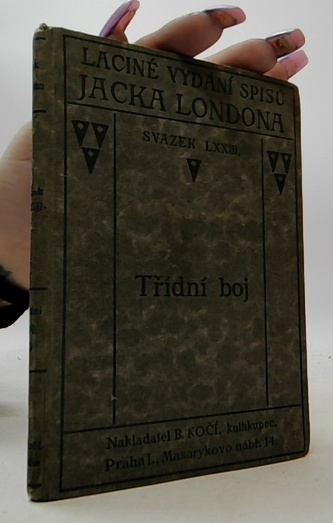 LACINÉ VYDÁNÍ SPISŮ
JACKA LONDONA
SVAZEK LXXIII.
Třídní boj
Nakladatel B. KOČÍ, knihkupec,
Praha I., Masarykovo nábř. 14.